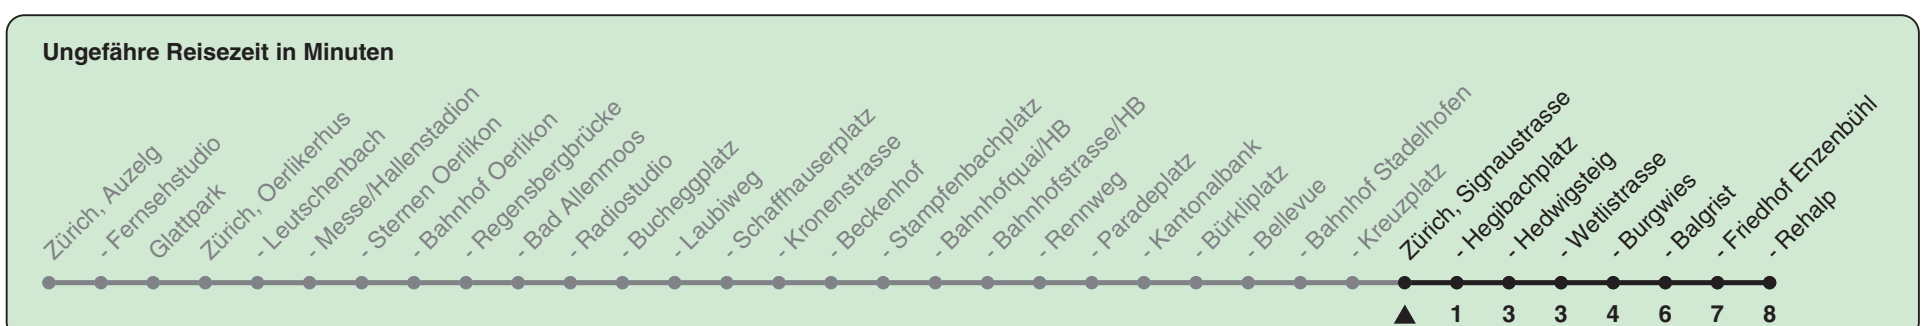 Ungefähre Reisezeit in Minuten
Zürich, Auzelg
- Fernsehstudio
Glattpark
Zürich, Oerlikerhus
- Leutschenbach
- Messe/Hallenstadion
- Sternen Oerlikon
- Bahnhof Oerlikon
- Regensbergbrücke
- Bad Allenmoos
- Radiostudio
- Bucheggplatz
- Laubiweg
- Schaffhauserplatz
- Kronenstrasse
- Beckenhof
- Stampfenbachplatz
- Bahnhofquai/HB
- Bahnhofstrasse/HB
- Rennweg
- Paradeplatz
- Kantonalbank
- Bürkliplatz
- Bellevue
- Bahnhof Stadelhofen
- Kreuzplatz
Zürich, Signaustrasse
- Hegibachplatz
- Hedwigsteig
- Wetlistrasse
- Burgwies
- Balgrist
- Friedhof Enzenbühl
- Rehalp
1 3 3 4 6 7 8